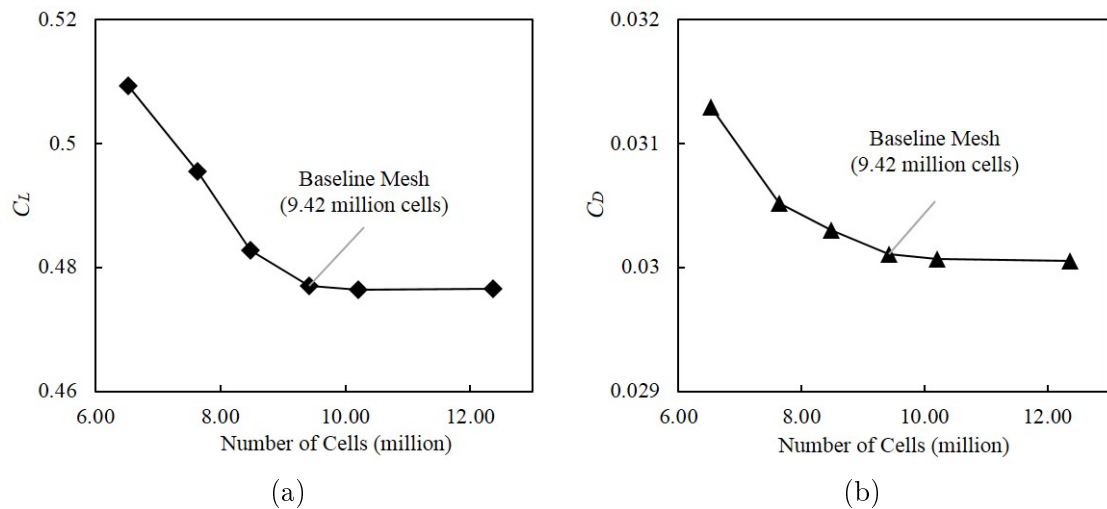 0.52
0.5
0.48
0.46
C_L
Baseline Mesh
(9.42 million cells)
6.00 8.00 10.00 12.00
Number of Cells (million)
(a)
0.032
0.031
0.03
0.029
C_D
Baseline Mesh
(9.42 million cells)
6.00 8.00 10.00 12.00
Number of Cells (million)
(b)